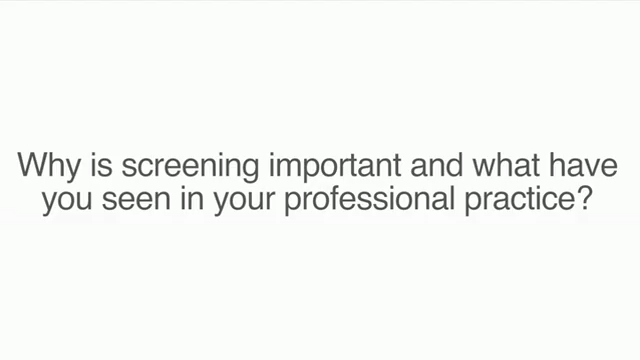 Why is screening important and what have
you seen in your professional practice?